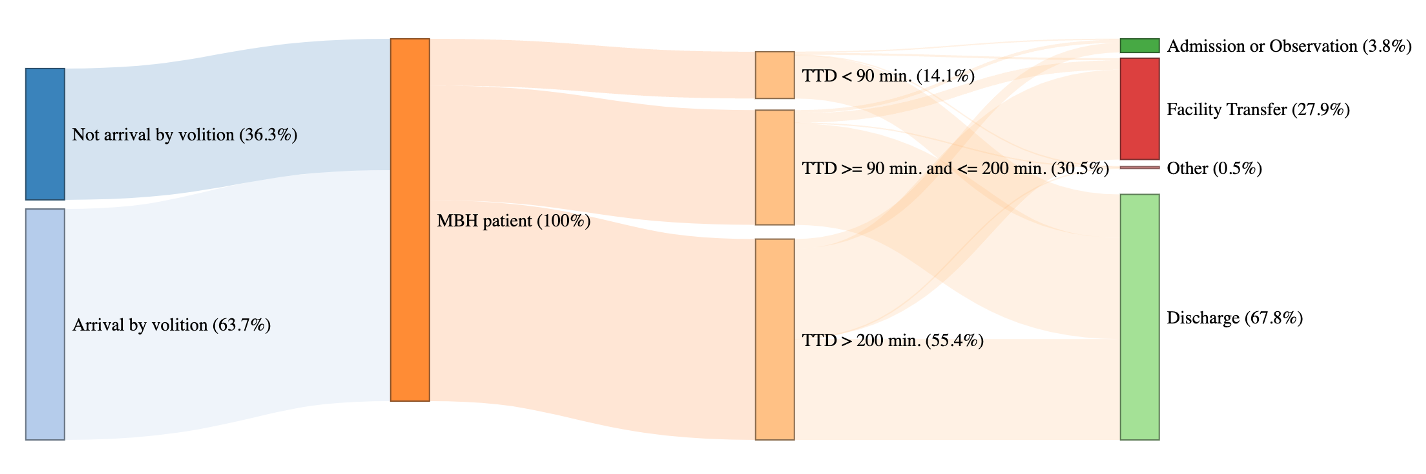 Not arrival by volition (36.3%)
Arrival by volition (63.7%)
MBH patient (100%)
TTD < 90 min. (14.1%)
TTD >= 90 min. and <= 200 min. (30.5%)
TTD > 200 min. (55.4%)
Admission or Observation (3.8%)
Facility Transfer (27.9%)
Other (0.5%)
Discharge (67.8%)